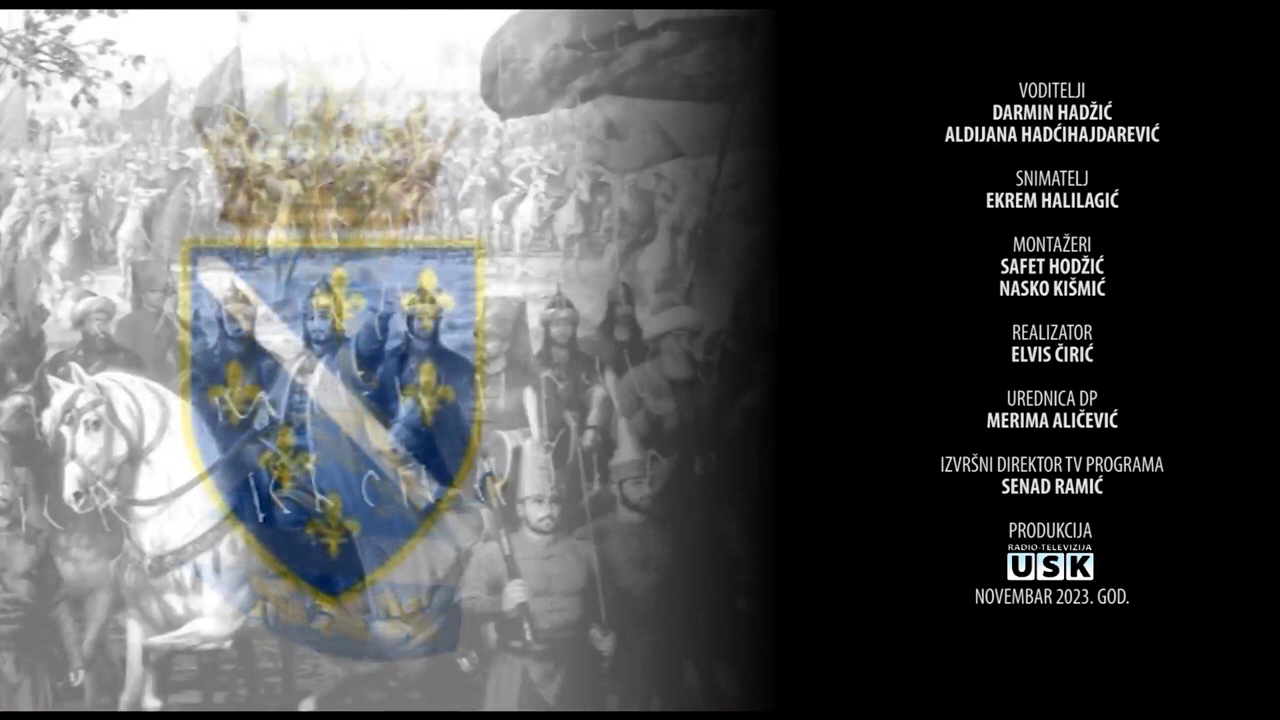 VODITELJI
DARMIN HADŽIĆ
ALDIJANA HADĆIHAJDAREVIĆ
SNIMATELJ
EKREM HALILAGIĆ
MONTAŽERI
SAFET HODŽIĆ
NASKO KIŠMIĆ
REALIZATOR
ELVIS ČIRIĆ
UREDNICA DP
MERIMA ALIČEVIĆ
IZVRŠNI DIREKTOR TV PROGRAMA
SENAD RAMIĆ
PRODUKCIJA
RADIO-TELEVIZIJA
USK
NOVEMBAR 2023. GOD.